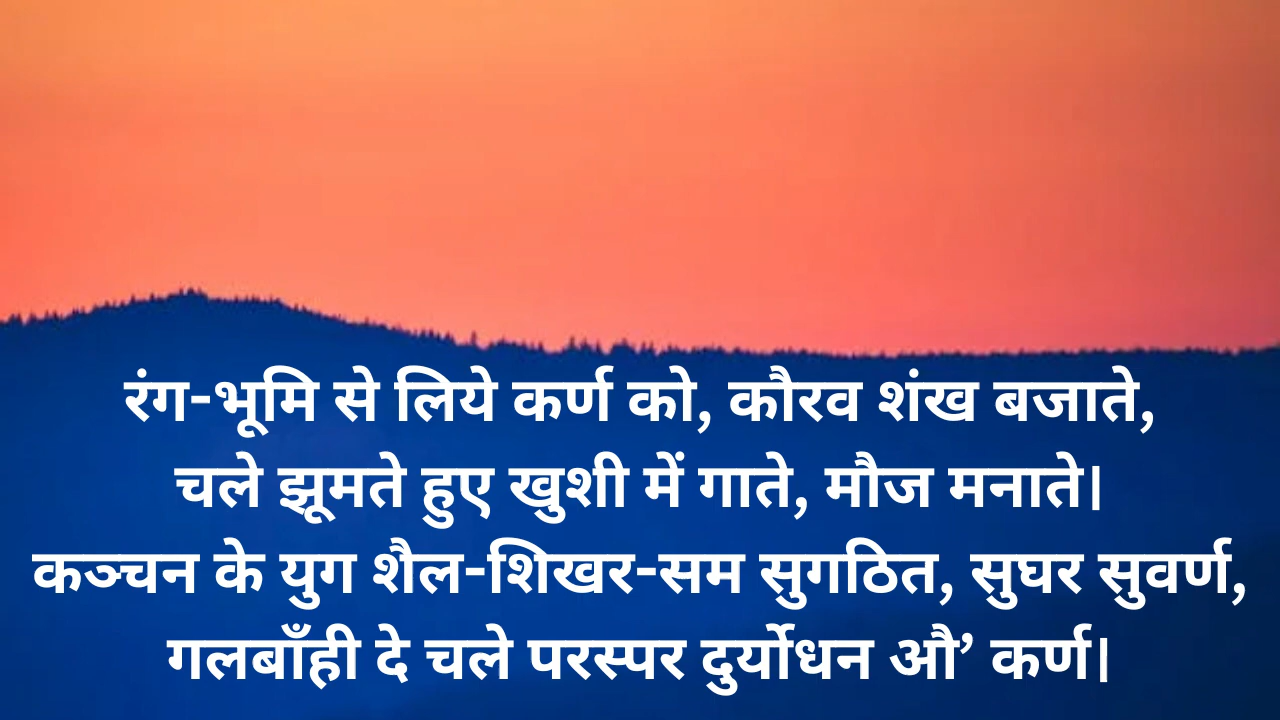 रंग-भूमि से लिये कर्ण को, कौरव शंख बजाते,
चले झूमते हुए खुशी में गाते, मौज मनाते।
कञ्चन के युग शैल-शिखर-सम सुगठित, सुघर सुवर्ण,
गलबाँही दे चले परस्पर दुर्योधन औ’ कर्ण।